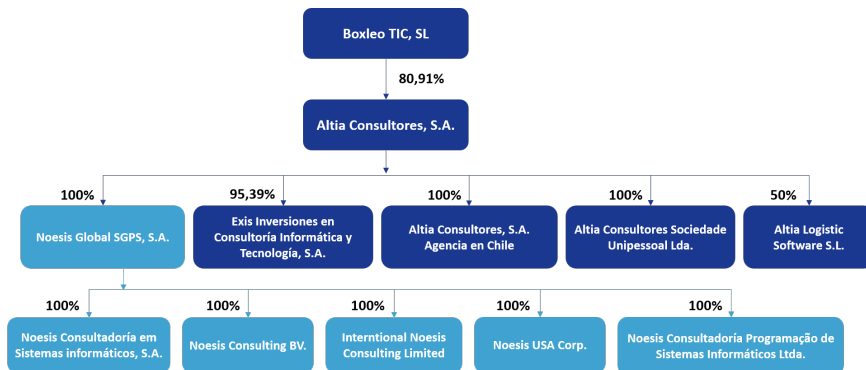 Boxleo TIC, SL
80,91%
Altia Consultores, S.A.
100%
95,39%
100%
100%
50%
Noesis Global SGPS, S.A.
Exis Inversiones en
Consultoría Informática y
Tecnología, S.A.
Altia Consultores, S.A.
Agencia en Chile
Altia Consultores Sociedade
Unipessoal Lda.
Altia Logistic
Software S.L.
100%
100%
100%
100%
100%
Noesis Consultadoría em
Sistemas informáticos, S.A.
Noesis Consulting BV.
Interntional Noesis
Consulting Limited
Noesis USA Corp.
Noesis Consultadoría Programação de
Sistemas Informáticos Ltda.